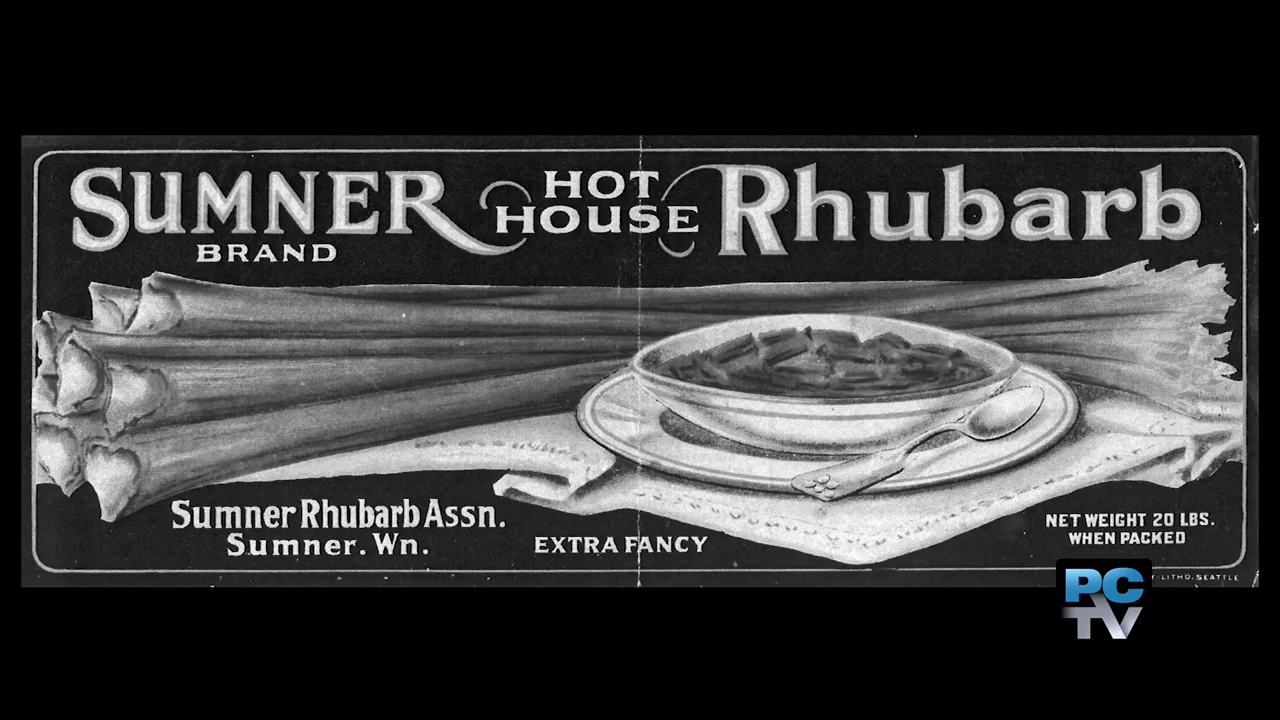 SUMNER HOT HOUSE Rhubarb
BRAND
Sumner Rhubarb Assn.
Sumner. Wn.
EXTRA FANCY
NET WEIGHT 20 LBS.
WHEN PACKED
LITHO. SEATTLE
PC
TV